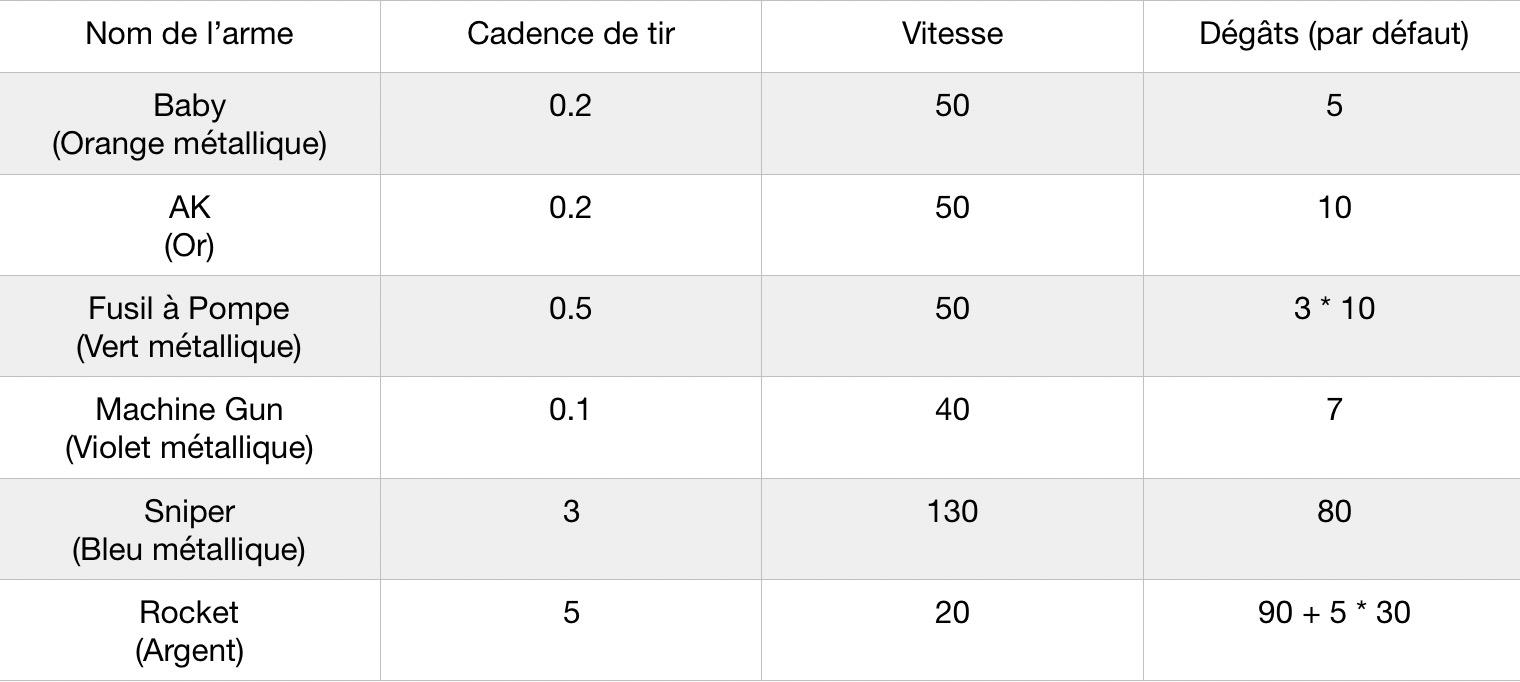 Nom de l’arme Cadence de tir Vitesse Dégâts (par défaut)
Baby 0.2 50 5
(Orange métallique)
AK 0.2 50 10
(Or)
Fusil à Pompe 0.5 50 3 * 10
(Vert métallique)
Machine Gun 0.1 40 7
(Violet métallique)
Sniper 3 130 80
(Bleu métallique)
Rocket 5 20 90 + 5 * 30
(Argent)